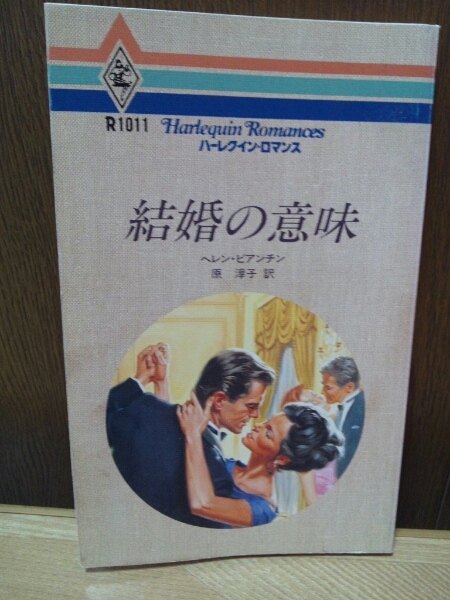 R1011 Harlequin Romances
ハーレクイン・ロマンス
結婚の意味
ヘレン・ビアンチン
原 淳子 訳